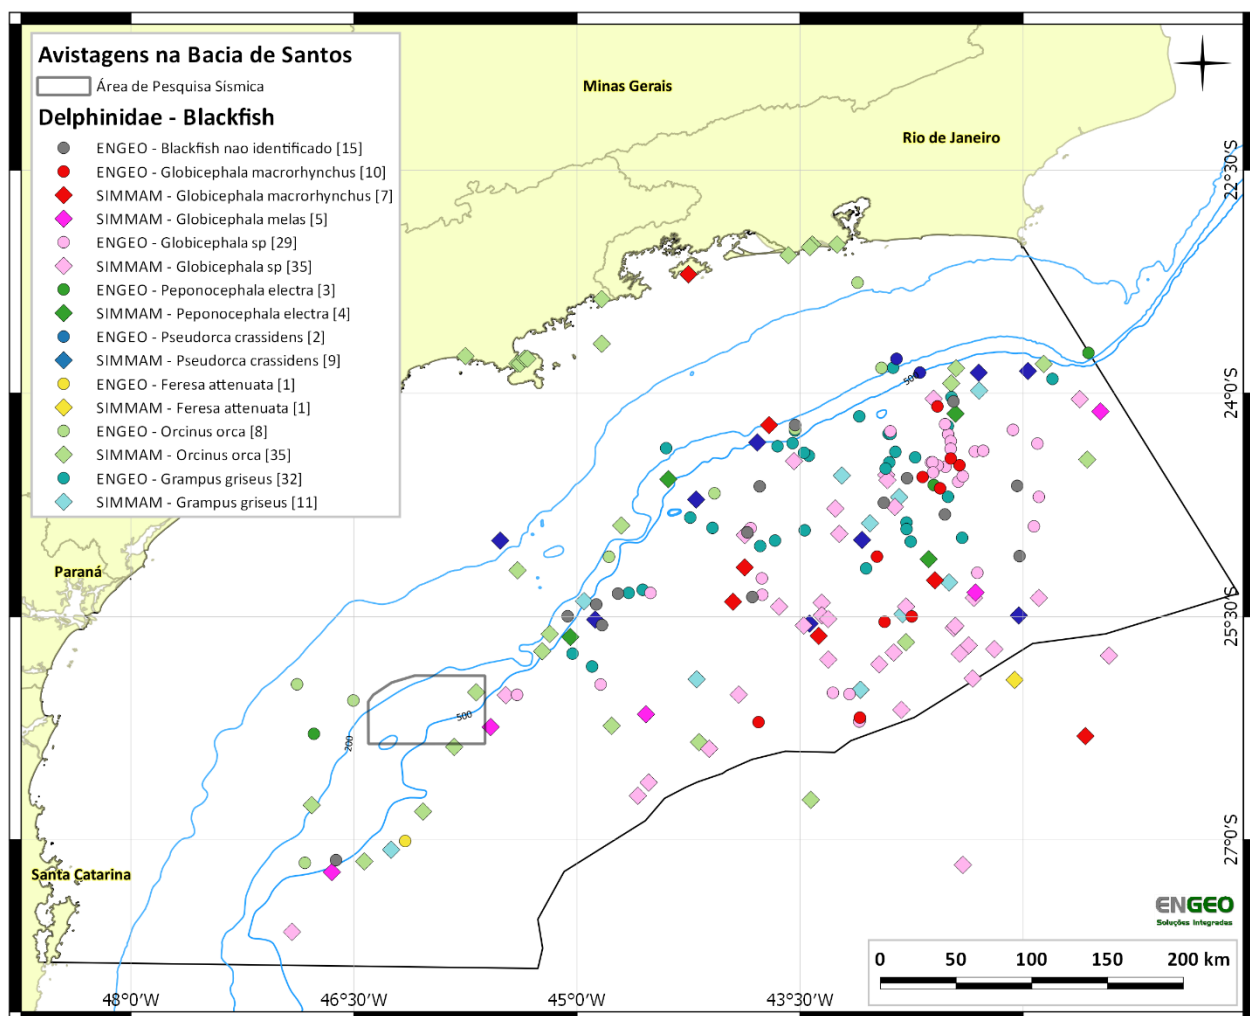 Avistagens na Bacia de Santos
Área de Pesquisa Sísmica
Delphinidae - Blackfish
ENGEO - Blackfish nao identificado [15]
ENGEO - Globicephala macrorhynchus [10]
SIMMAM - Globicephala macrorhynchus [7]
SIMMAM - Globicephala melas [5]
ENGEO - Globicephala sp [29]
SIMMAM - Globicephala sp [35]
ENGEO - Peponocephala electra [3]
SIMMAM - Peponocephala electra [4]
ENGEO - Pseudorca crassidens [2]
SIMMAM - Pseudorca crassidens [9]
ENGEO - Feresa attenuata [1]
SIMMAM - Feresa attenuata [1]
ENGEO - Orcinus orca [8]
SIMMAM - Orcinus orca [35]
ENGEO - Grampus griseus [32]
SIMMAM - Grampus griseus [11]
Minas Gerais
Rio de Janeiro
Paraná
Santa Catarina
500
500
200
22°30'S
24°0'S
25°30'S
27°0'S
48°0'W
46°30'W
45°0'W
43°30'W
ENGEO
Soluções Integradas
0 50 100 150 200 km